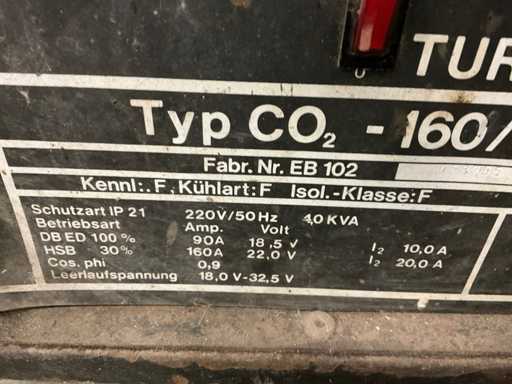 TUR
Typ CO₂ - 160/
Fabr. Nr. EB 102
Kennl.: F, Kühlart: F Isol.-Klasse: F
Schutzart IP 21 220V/50 Hz 4,0 KVA
Betriebsart Amp. Volt
DB ED 100 % 90A 18,5 V I₂ 10,0 A
HSB 30% 160A 22,0 V I₂ 20,0 A
Cos. phi 0,9
Leerlaufspannung 18,0 V-32,5 V